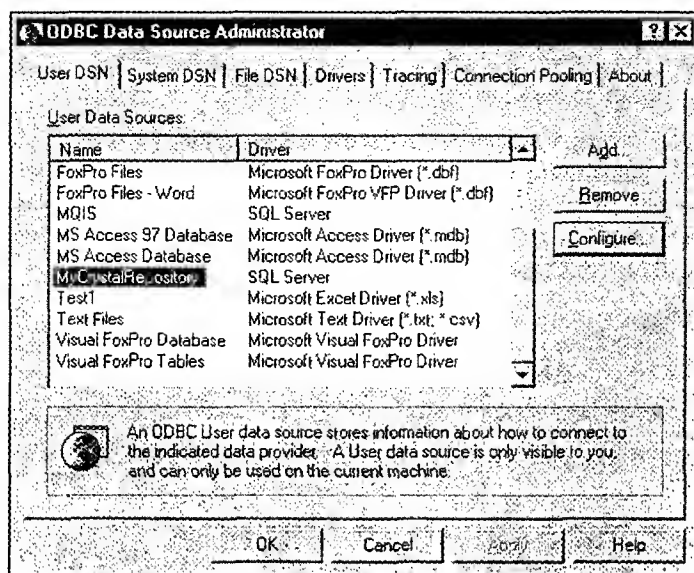 ODBC Data Source Administrator
User DSN System DSN File DSN Drivers Tracing Connection Pooling About
User Data Sources:
Name Driver
FoxPro Files Microsoft FoxPro Driver (*.dbf)
FoxPro Files - Word Microsoft FoxPro VFP Driver (*.dbf)
MQIS SQL Server
MS Access 97 Database Microsoft Access Driver (*.mdb)
MS Access Database Microsoft Access Driver (*.mdb)
MyCrystalRepository SQL Server
Test1 Microsoft Excel Driver (*.xls)
Text Files Microsoft Text Driver (*.txt; *.csv)
Visual FoxPro Database Microsoft Visual FoxPro Driver
Visual FoxPro Tables Microsoft Visual FoxPro Driver
Add...
Remove
Configure...
An ODBC User data source stores information about how to connect to
the indicated data provider. A User data source is only visible to you,
and can only be used on the current machine.
OK Cancel Apply Help